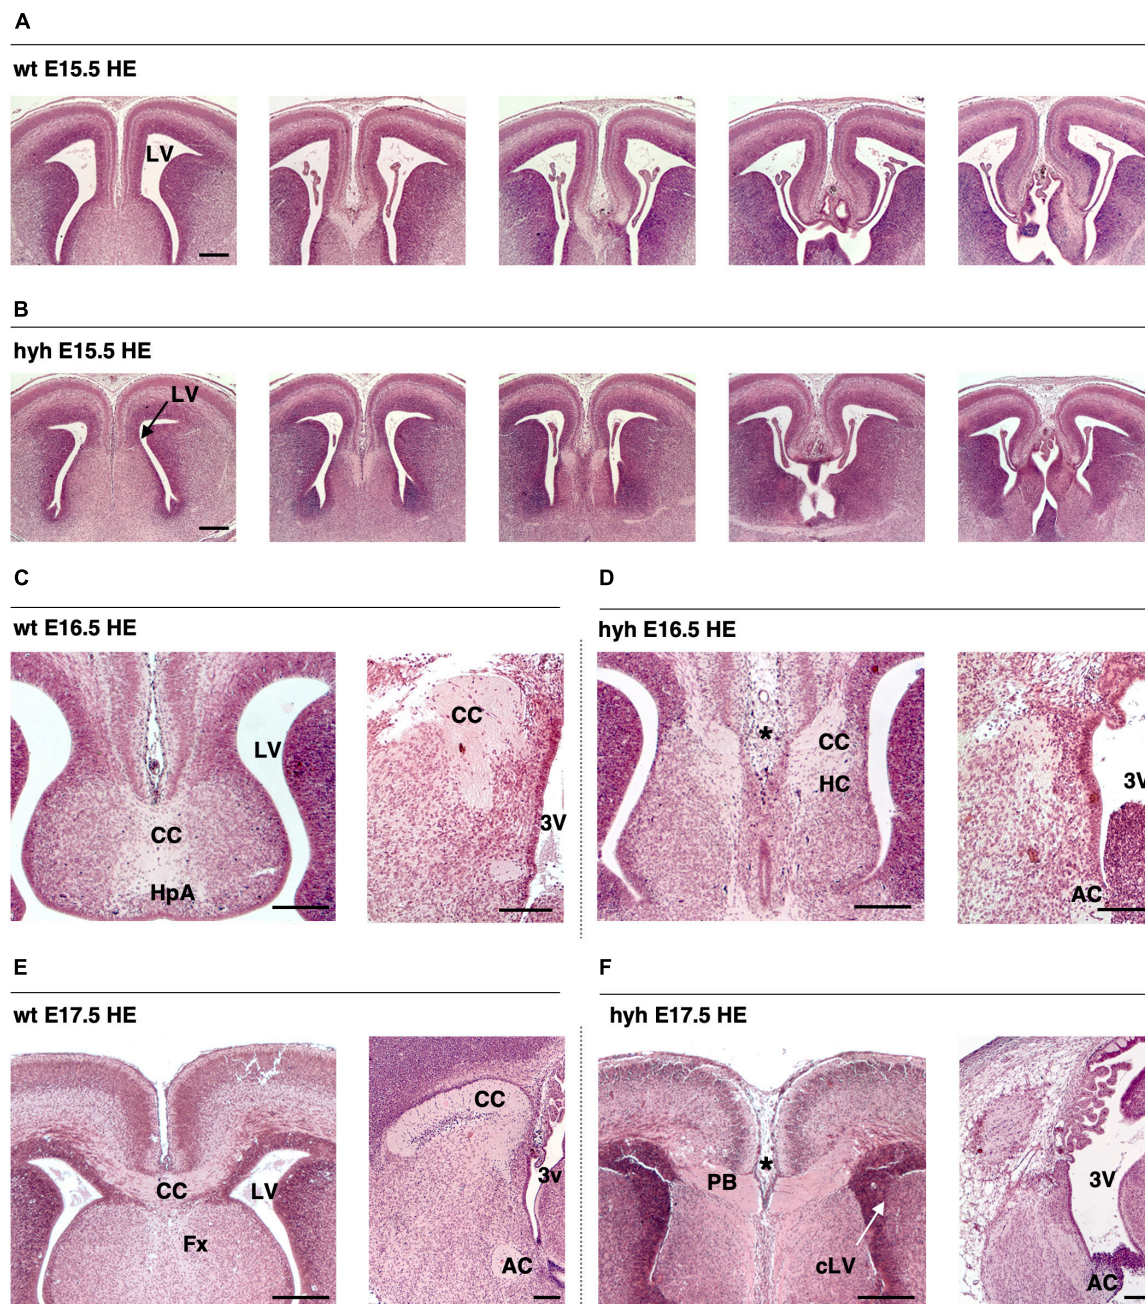 A
wt E15.5 HE
LV
B
hyh E15.5 HE
LV
C
D
wt E16.5 HE
hyh E16.5 HE
CC
LV
CC
HpA
CC
3V
*
CC
HC
3V
AC
E
F
wt E17.5 HE
hyh E17.5 HE
CC
LV
Fx
CC
3v
AC
*
PB
cLV
3V
AC